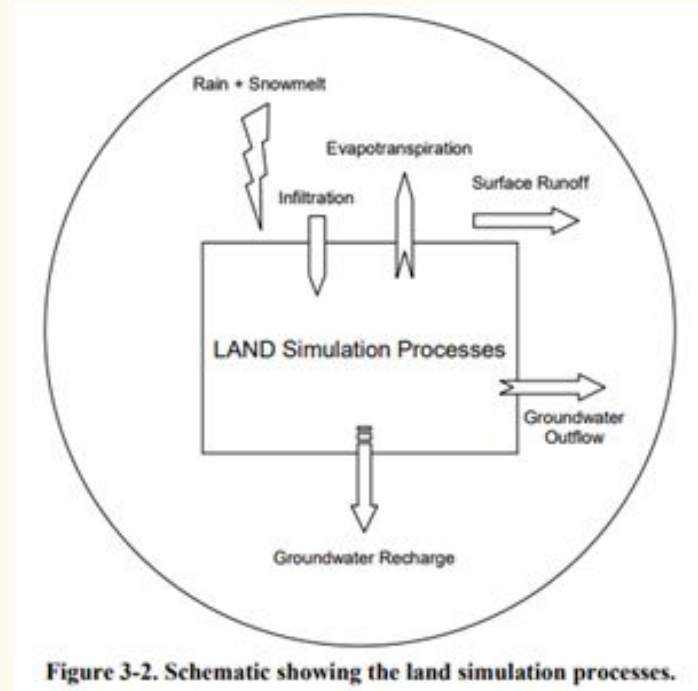 Rain + Snowmelt
Evapotranspiration
Infiltration
Surface Runoff
LAND Simulation Processes
Groundwater
Outflow
Groundwater Recharge
Figure 3-2. Schematic showing the land simulation processes.